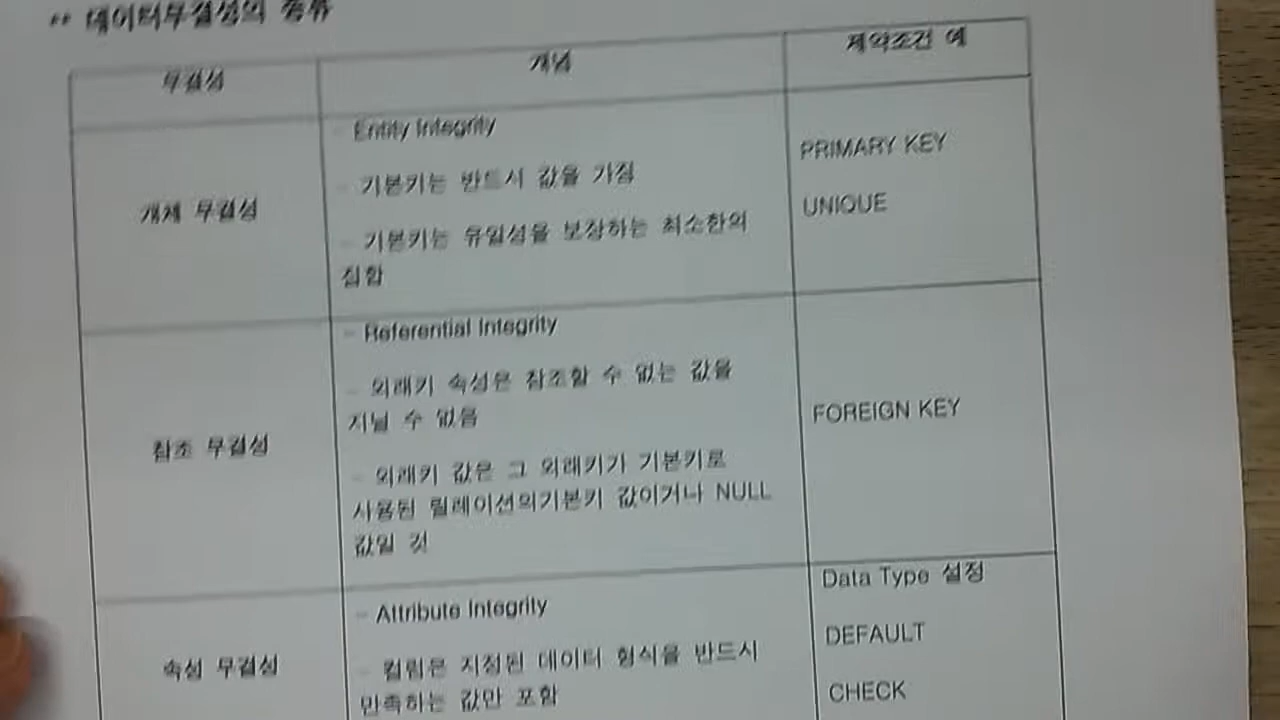 ** 데이터무결성의 종류
무결성
개념
제약조건 예
개체 무결성
- Entity Integrity
- 기본키는 반드시 값을 가짐
- 기본키는 유일성을 보장하는 최소한의
집합
PRIMARY KEY
UNIQUE
참조 무결성
- Referential Integrity
- 외래키 속성은 참조할 수 없는 값을
지닐 수 없음
- 외래키 값은 그 외래키가 기본키로
사용된 릴레이션의기본키 값이거나 NULL
값일 것
FOREIGN KEY
속성 무결성
- Attribute Integrity
- 컬럼은 지정된 데이터 형식을 반드시
만족하는 값만 포함
Data Type 설정
DEFAULT
CHECK